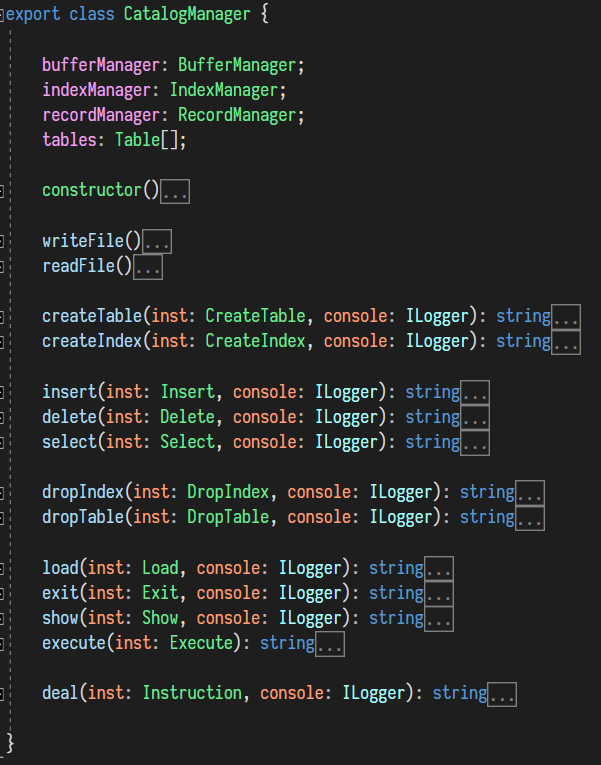 export class CatalogManager {
bufferManager: BufferManager;
indexManager: IndexManager;
recordManager: RecordManager;
tables: Table[];
constructor()...
writeFile()...
readFile()...
createTable(inst: CreateTable, console: ILogger): string...
createIndex(inst: CreateIndex, console: ILogger): string...
insert(inst: Insert, console: ILogger): string...
delete(inst: Delete, console: ILogger): string...
select(inst: Select, console: ILogger): string...
dropIndex(inst: DropIndex, console: ILogger): string...
dropTable(inst: DropTable, console: ILogger): string...
load(inst: Load, console: ILogger): string...
exit(inst: Exit, console: ILogger): string...
show(inst: Show, console: ILogger): string...
execute(inst: Execute): string...
deal(inst: Instruction, console: ILogger): string...
}